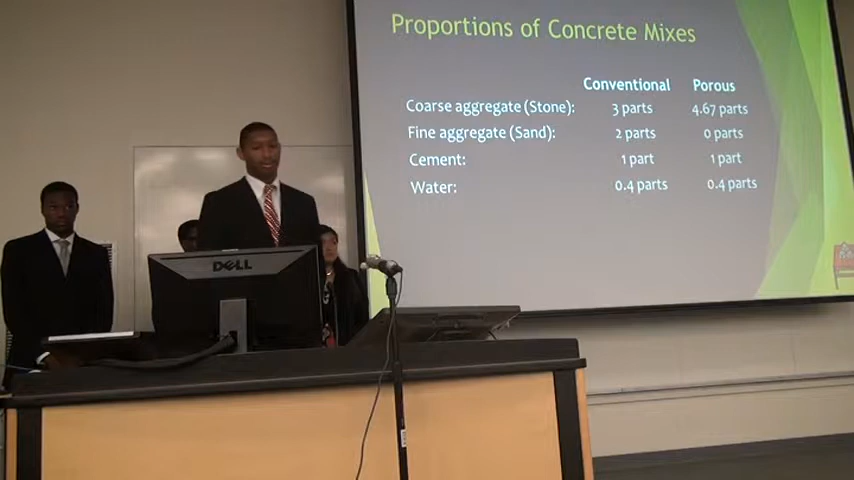 Proportions of Concrete Mixes
Conventional Porous
Coarse aggregate (Stone): 3 parts 4.67 parts
Fine aggregate (Sand): 2 parts 0 parts
Cement: 1 part 1 part
Water: 0.4 parts 0.4 parts
DELL